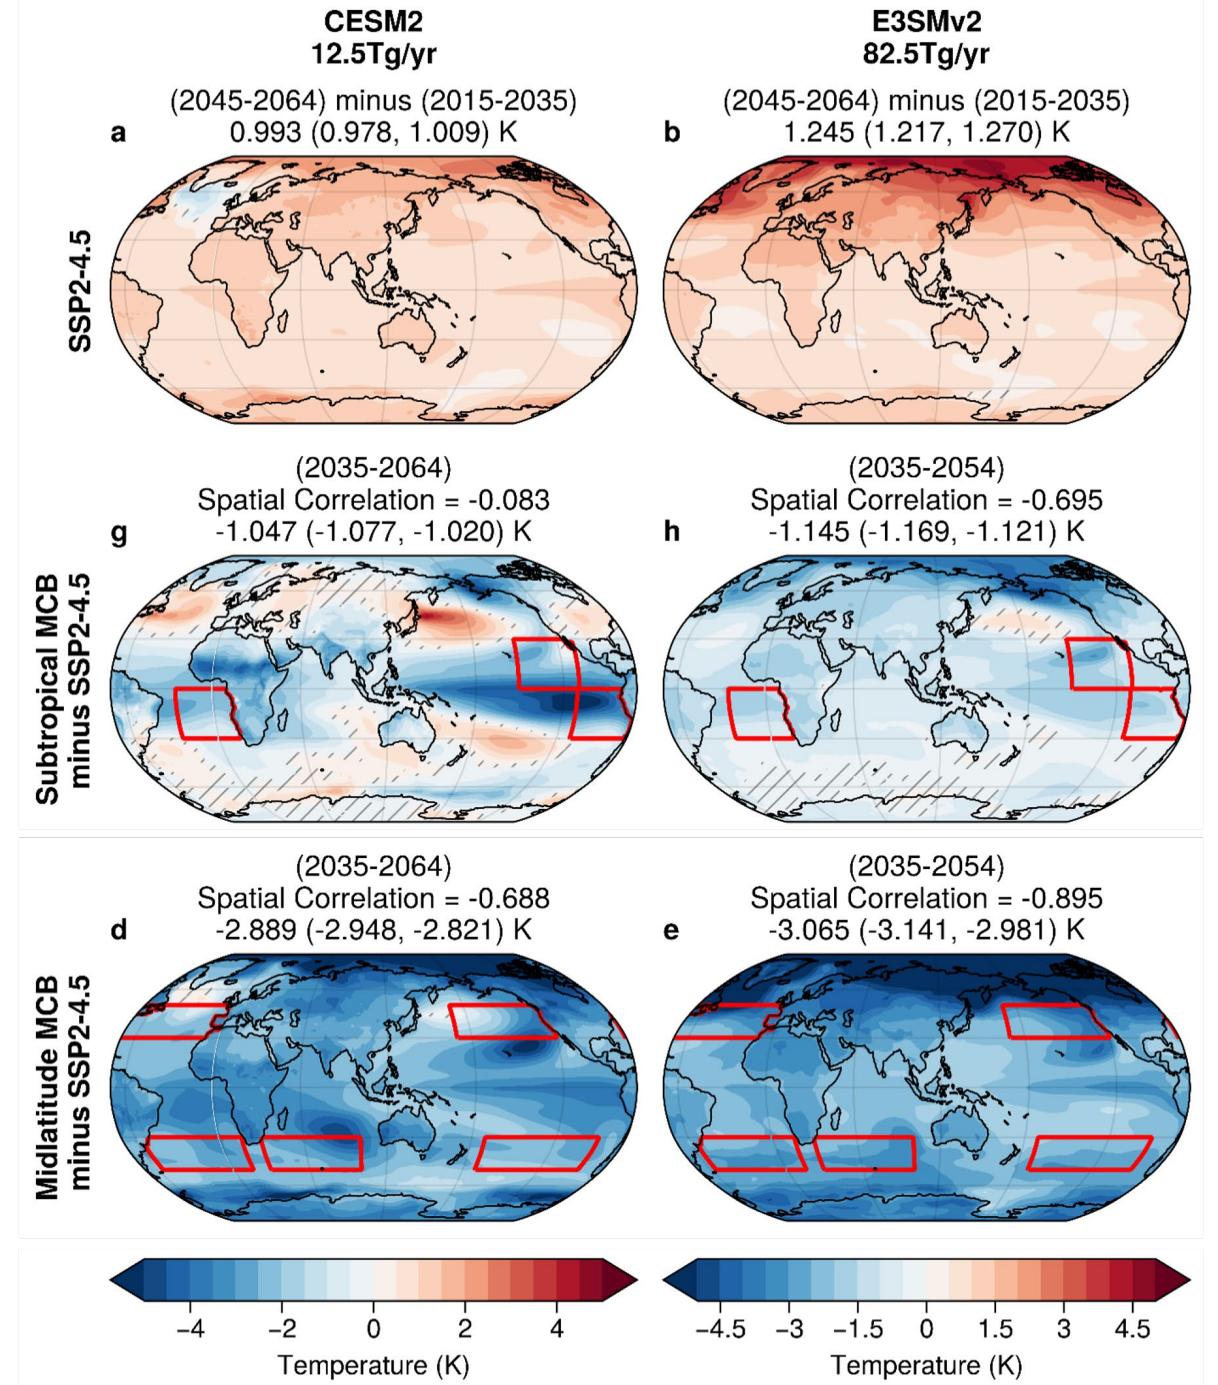 CESM2
12.5Tg/yr
E3SMv2
82.5Tg/yr
(2045-2064) minus (2015-2035)
a 0.993 (0.978, 1.009) K
(2045-2064) minus (2015-2035)
b 1.245 (1.217, 1.270) K
SSP2-4.5
(2035-2064)
Spatial Correlation = -0.083
g -1.047 (-1.077, -1.020) K
(2035-2054)
Spatial Correlation = -0.695
h -1.145 (-1.169, -1.121) K
Subtropical MCB
minus SSP2-4.5
(2035-2064)
Spatial Correlation = -0.688
d -2.889 (-2.948, -2.821) K
(2035-2054)
Spatial Correlation = -0.895
e -3.065 (-3.141, -2.981) K
Midlatitude MCB
minus SSP2-4.5
−4 −2 0 2 4
Temperature (K)
−4.5 −3 −1.5 0 1.5 3 4.5
Temperature (K)